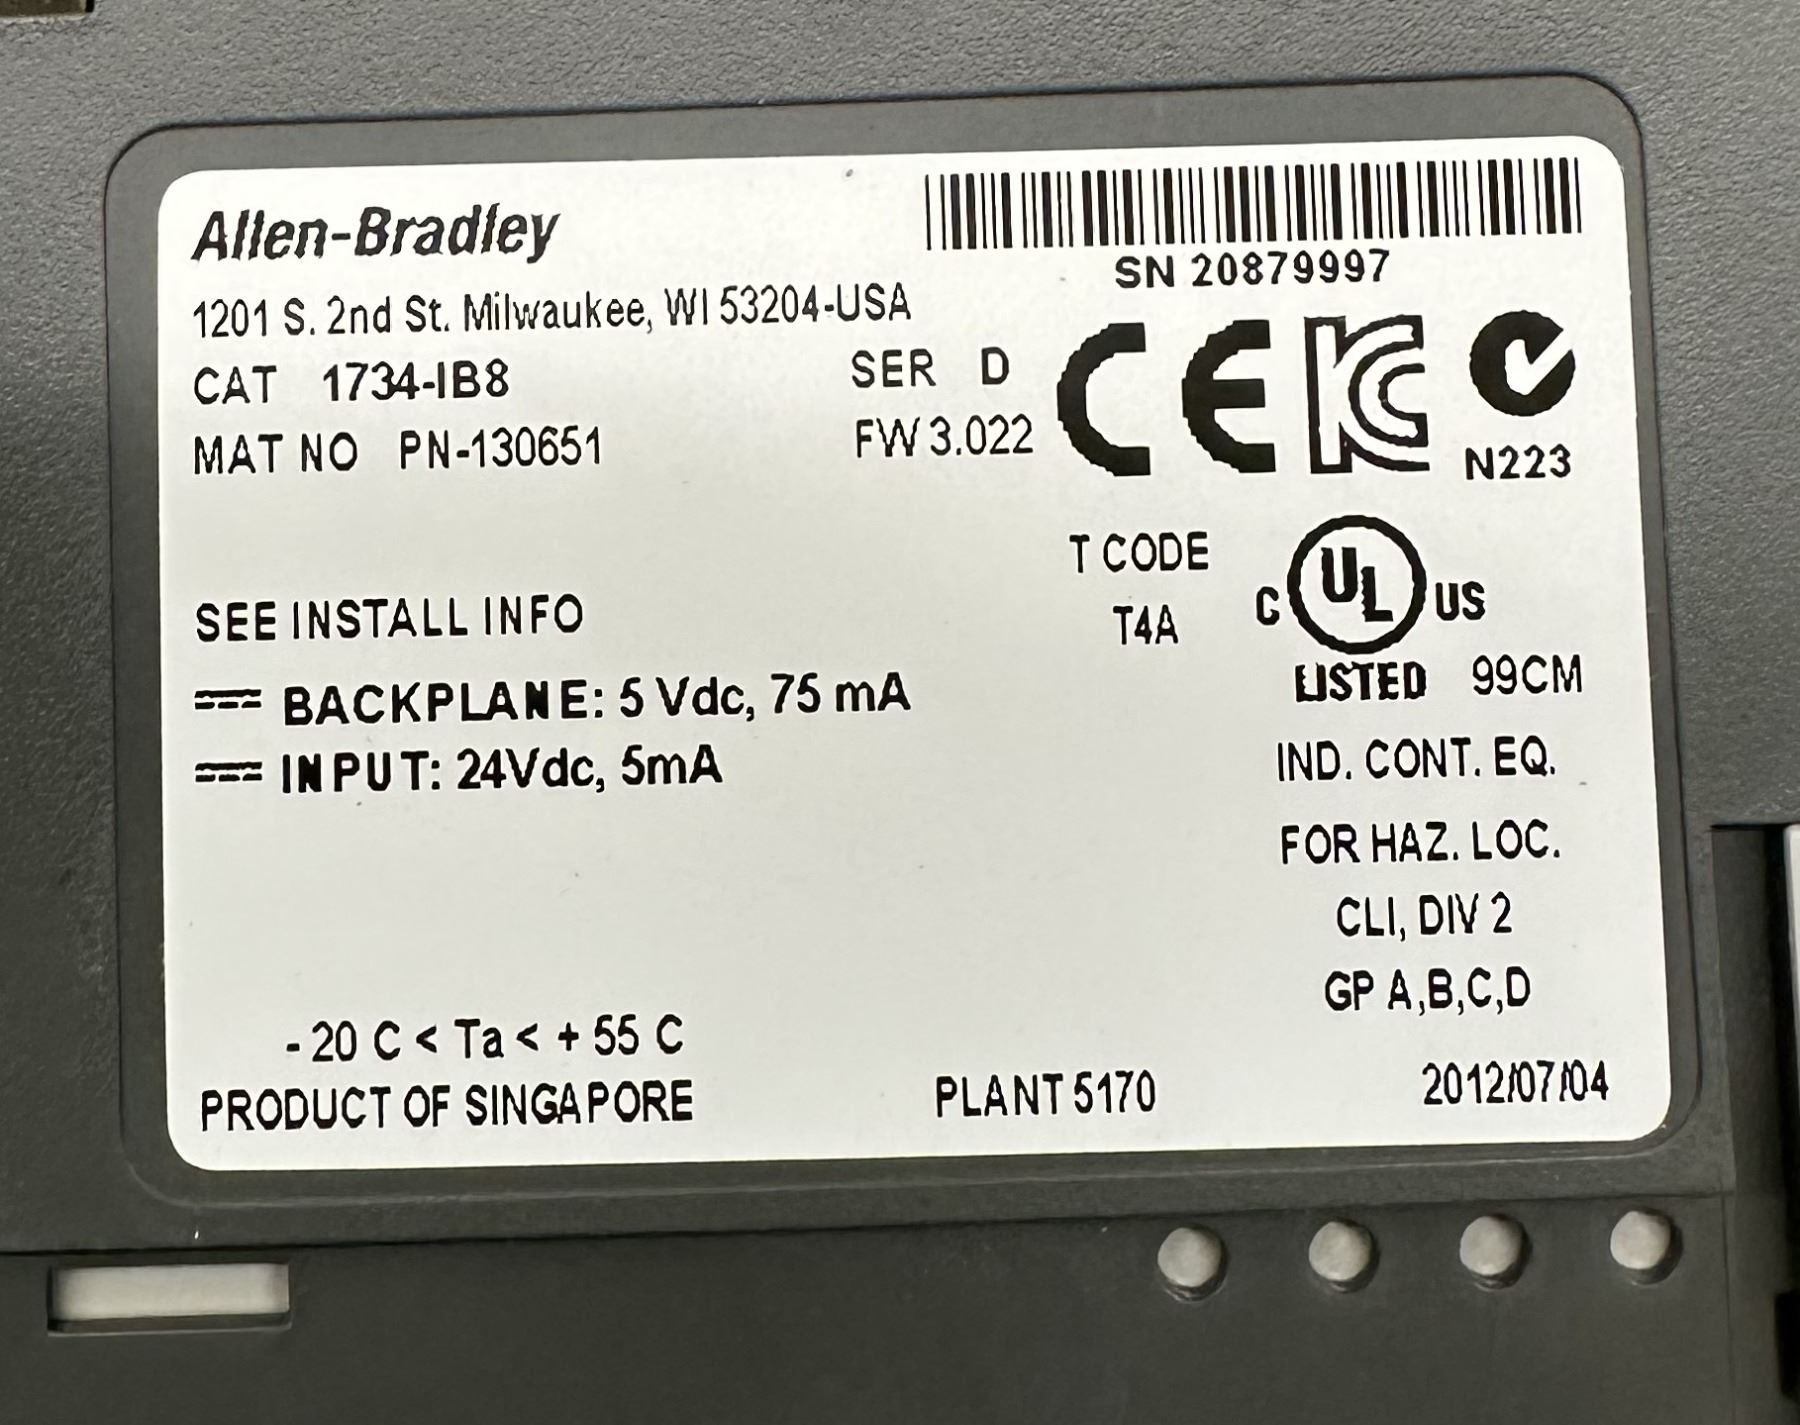 Allen-Bradley
SN 20879997
1201 S. 2nd St. Milwaukee, WI 53204-USA
CAT 1734-IB8 SER D
MAT NO PN-130651 FW 3.022
CE KC N223
T CODE
T4A
C UL US
LISTED 99CM
SEE INSTALL INFO
BACKPLANE: 5 Vdc, 75 mA
INPUT: 24Vdc, 5mA
IND. CONT. EQ.
FOR HAZ. LOC.
CLI, DIV 2
GP A,B,C,D
- 20 C < Ta < + 55 C
PRODUCT OF SINGAPORE PLANT 5170 2012/07/04